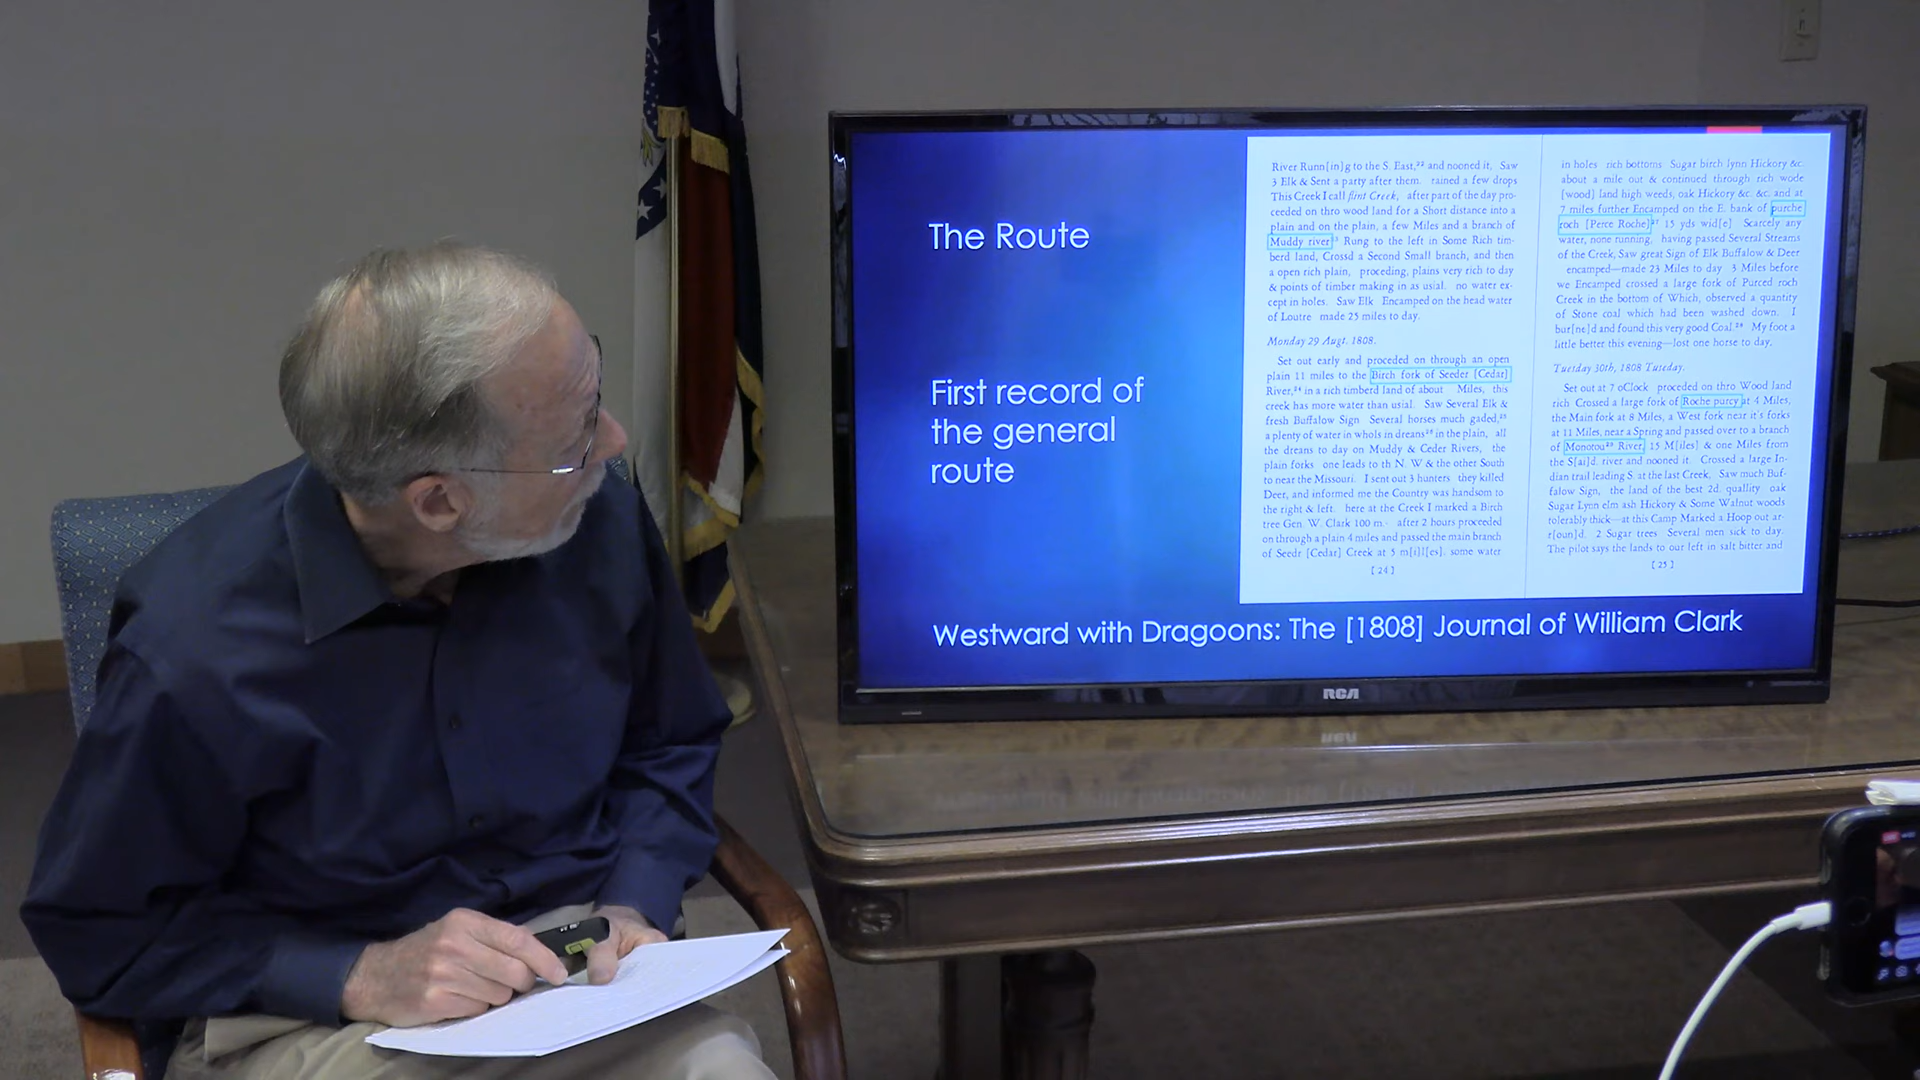 The Route
First record of
the general
route
River Runn[in]g to the S. East,²² and nooned it. Saw
3 Elk & Sent a party after them. rained a few drops
This Creek I call flint Creek, after part of the day pro-
ceeded on thro wood land for a Short distance into a
plain and on the plain, a few Miles and a branch of
Muddy river²³ Rung to the left in Some Rich tim-
berd land, Crossd a Second Small branch, and then
a open rich plain, proceding, plains very rich to day
& points of timber making in as usial. no water ex-
cept in holes. Saw Elk Encamped on the head water
of Loutre made 25 miles to day.
Monday 29 Augt. 1808.
Set out early and proceded on through an open
plain 11 miles to the Birch fork of Seeder [Cedar]
River,²⁴ in a rich timberd land of about Miles, this
creek has more water than usial. Saw Several Elk &
fresh Buffalow Sign Several horses much gaded,²⁵
a plenty of water in whols in dreans²⁶ in the plain, all
the dreans to day on Muddy & Ceder Rivers, the
plain forks one leads to th N. W & the other South
to near the Missouri. I sent out 3 hunters they killed
Deer, and informed me the Country was handsom to
the right & left. here at the Creek I marked a Birch
tree Gen. W. Clark 100 m.- after 2 hours proceeded
on through a plain 4 miles and passed the main branch
of Seedr [Cedar] Creek at 5 m[i]l[es]. some water
[24]
in holes rich bottoms Sugar birch lynn Hickory &c.
about a mile out & continued through rich wode
[wood] land high weeds, oak Hickory &c. &c. and at
7 miles further Encamped on the E. bank of purche
roch [Perce Roche]²⁷ 15 yds wid[e]. Scarcely any
water, none running, having passed Several Streams
of the Creek, Saw great Sign of Elk Buffalow & Deer
encamped—made 23 Miles to day 3 Miles before
we Encamped crossed a large fork of Purced roch
Creek in the bottom of Which, observed a quantity
of Stone coal which had been washed down. I
bur[ne]d and found this very good Coal.²⁸ My foot a
little better this evening—lost one horse to day.
Tuesday 30th, 1808 Tuteday.
Set out at 7 oClock proceded on thro Wood land
rich Crossed a large fork of Roche purcy at 4 Miles,
the Main fork at 8 Miles, a West fork near it's forks
at 11 Miles, near a Spring and passed over to a branch
of Monotou²⁹ River, 15 M[iles] & one Miles from
the S[ai]d. river and nooned it. Crossed a large In-
dian trail leading S. at the last Creek, Saw much Buf-
falow Sign, the land of the best 2d. quallity oak
Sugar Lynn elm ash Hickory & Some Walnut woods
tolerably thick—at this Camp Marked a Hoop out ar-
r[oun]d. 2 Sugar trees Several men sick to day.
The pilot says the lands to our left in salt bitter and
[25]
Westward with Dragoons: The [1808] Journal of William Clark
RCA